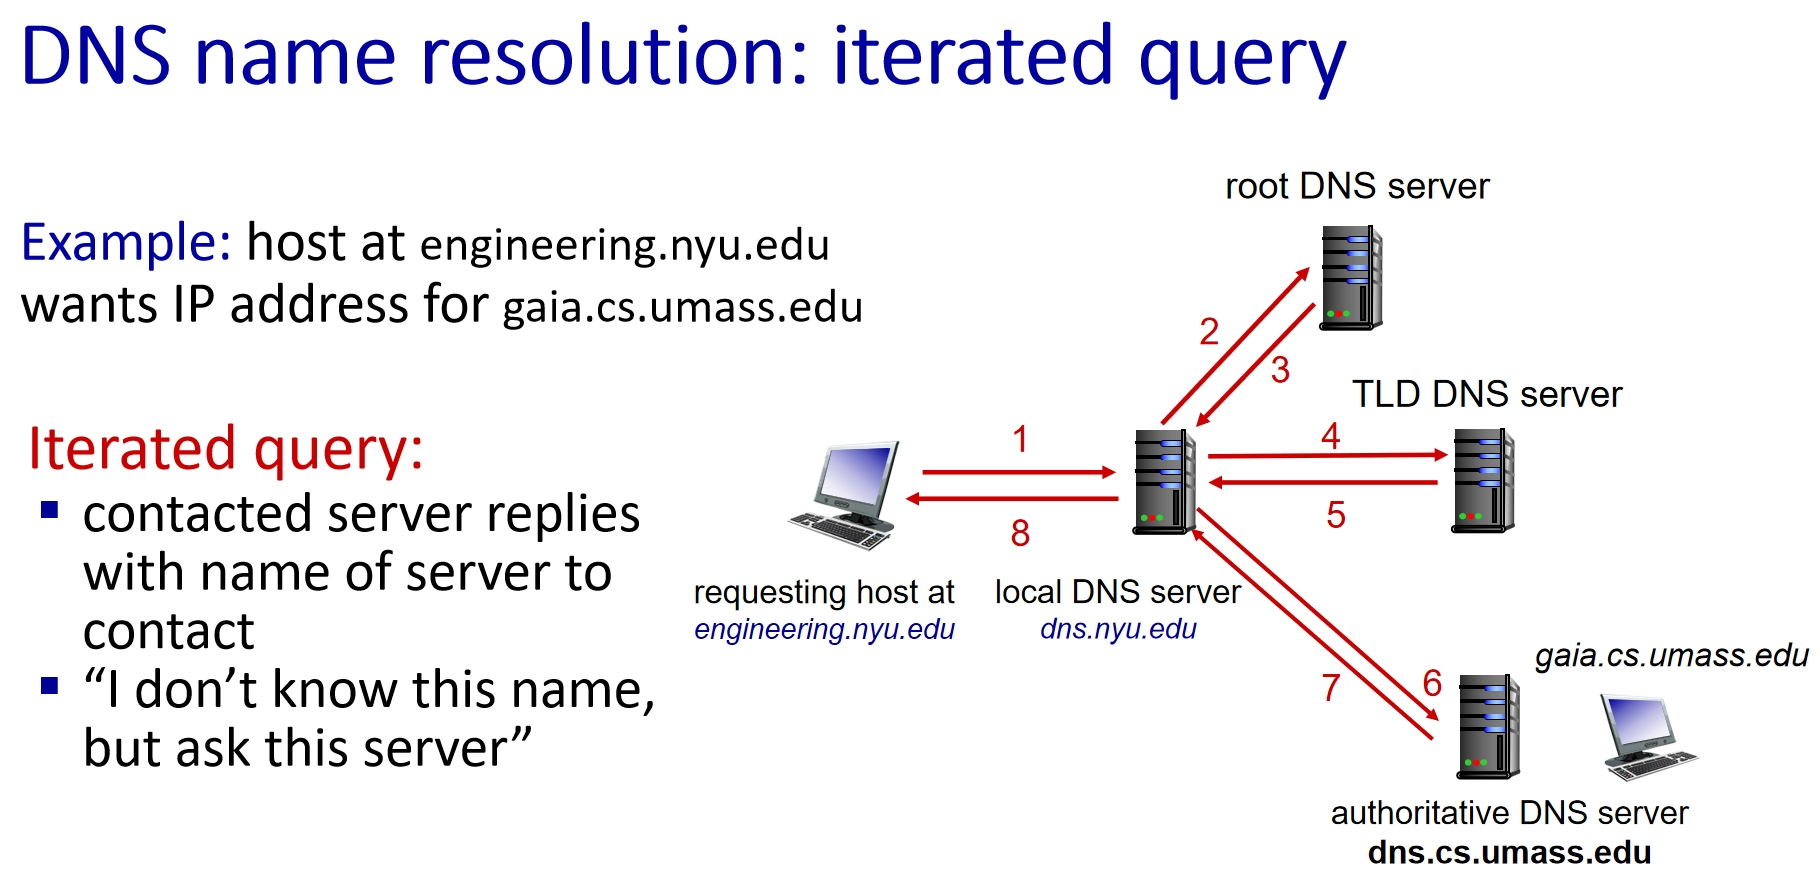 DNS name resolution: iterated query
Example: host at engineering.nyu.edu
wants IP address for gaia.cs.umass.edu
Iterated query:
▪ contacted server replies
with name of server to
contact
▪ “I don’t know this name,
but ask this server”
root DNS server
2
3
TLD DNS server
1
4
5
8
requesting host at
engineering.nyu.edu
local DNS server
dns.nyu.edu
gaia.cs.umass.edu
7
6
authoritative DNS server
dns.cs.umass.edu